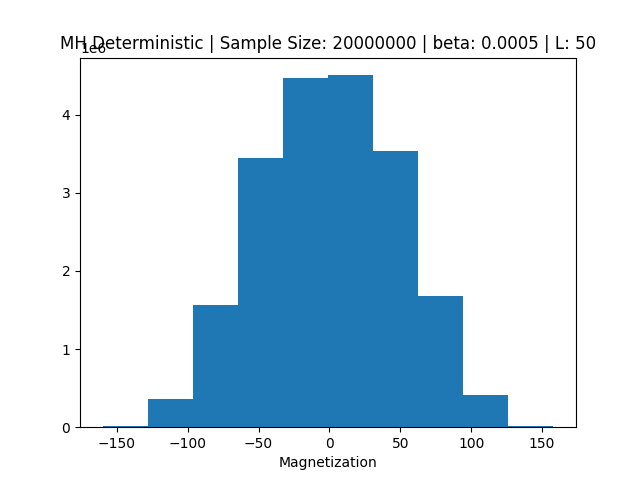 MH Deterministic | Sample Size: 20000000 | beta: 0.0005 | L: 50
1e6
4
3
2
1
0
−150 −100 −50 0 50 100 150
Magnetization